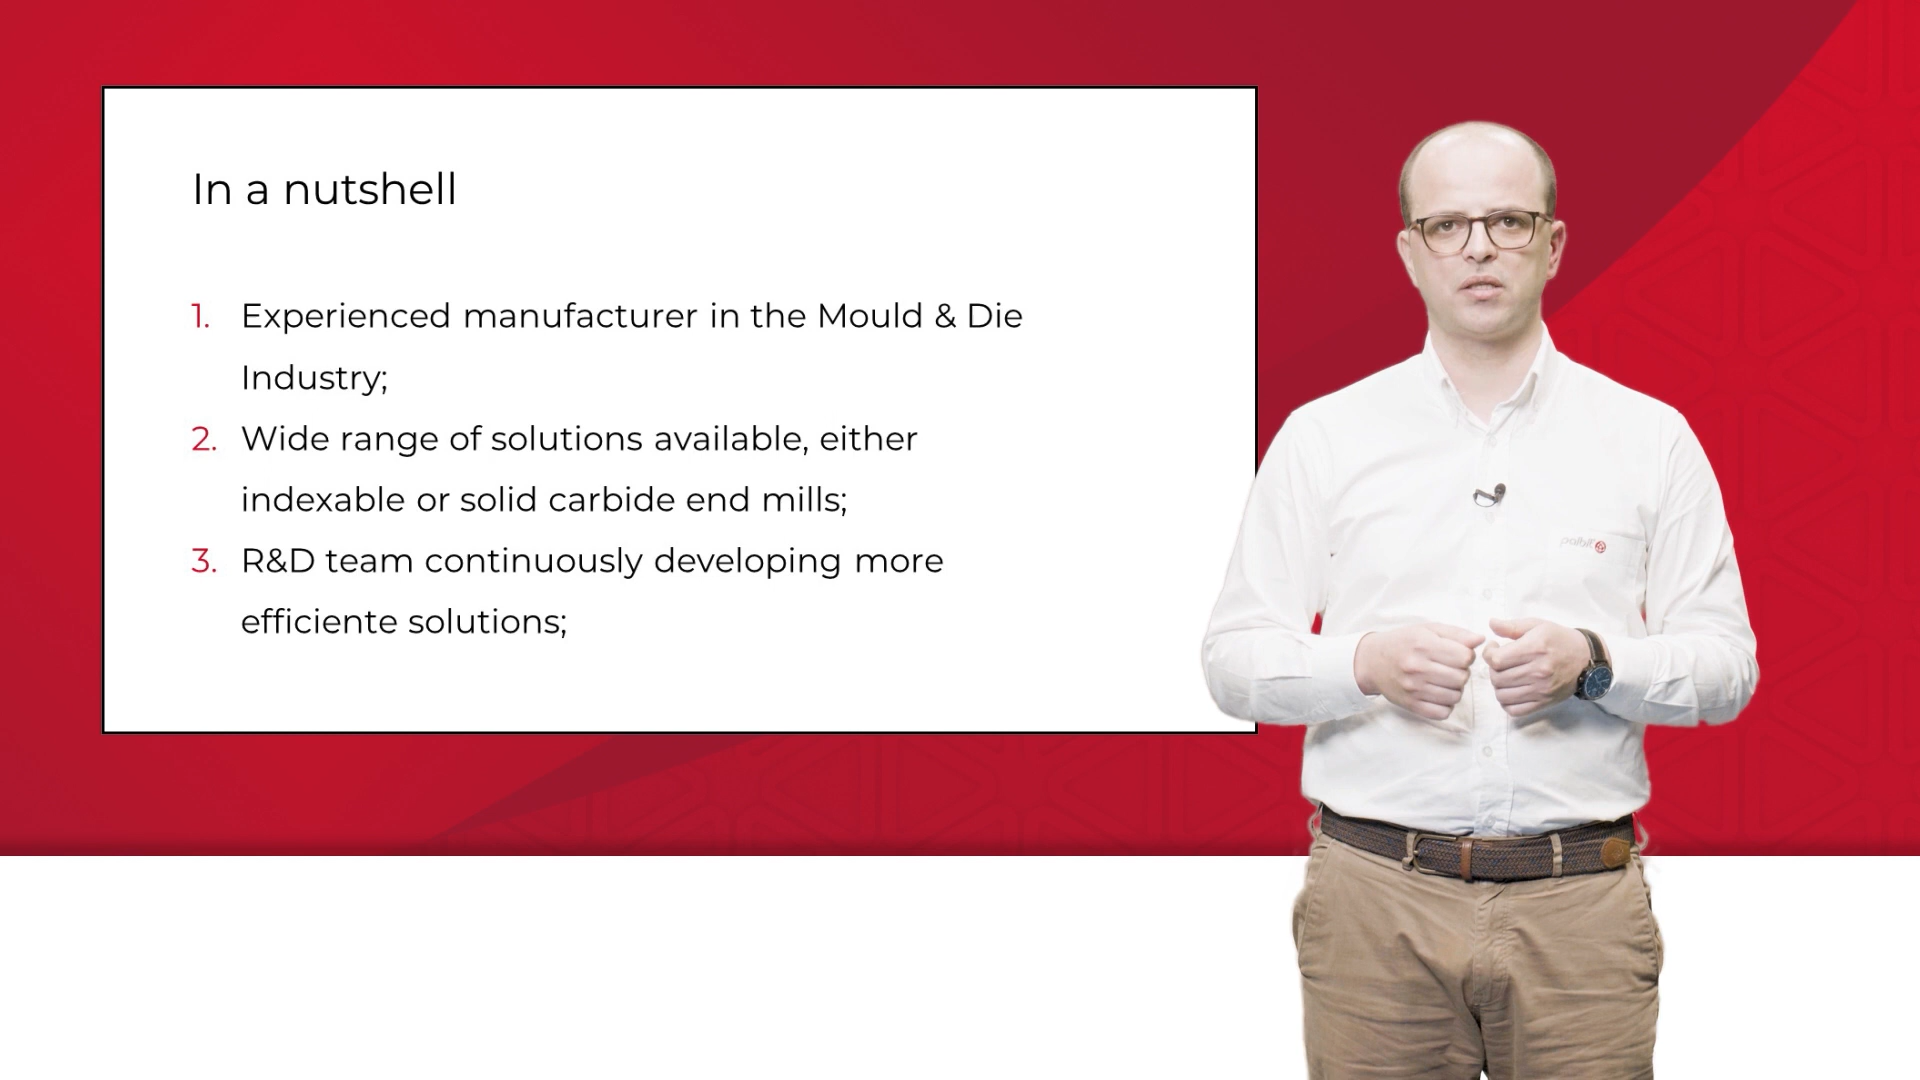 In a nutshell
1. Experienced manufacturer in the Mould & Die
Industry;
2. Wide range of solutions available, either
indexable or solid carbide end mills;
3. R&D team continuously developing more
efficiente solutions;
palbit